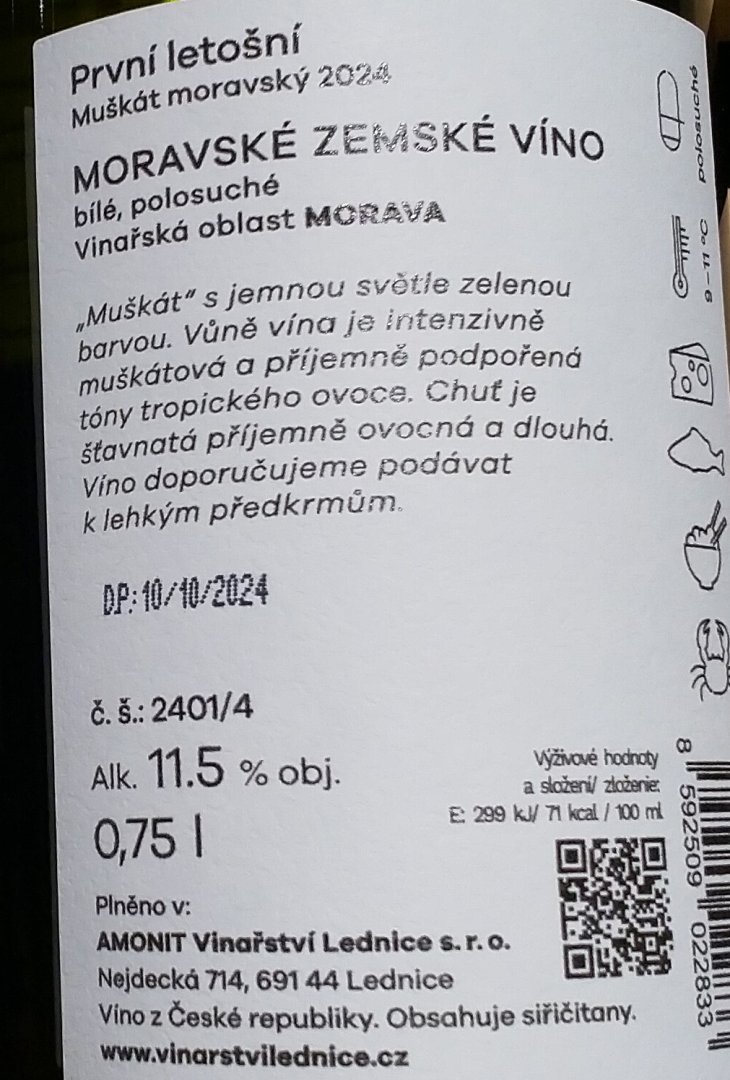 První letošní
Muškát moravský 2024
MORAVSKÉ ZEMSKÉ VÍNO
bílé, polosuché
Vinařská oblast MORAVA
„Muškát“ s jemnou světle zelenou
barvou. Vůně vína je intenzivně
muškátová a příjemně podpořená
tóny tropického ovoce. Chuť je
šťavnatá příjemně ovocná a dlouhá.
Víno doporučujeme podávat
k lehkým předkrmům.
DP: 10/10/2024
č. š.: 2401/4
Alk. 11.5 % obj.
0,75 l
Výživové hodnoty
a složení/ zloženie:
E: 299 kJ/ 71 kcal / 100 ml
Plněno v:
AMONIT Vinařství Lednice s. r. o.
Nejdecká 714, 691 44 Lednice
Víno z České republiky. Obsahuje siřičitany.
www.vinarstvilednice.cz
polosuché
9 – 11 °C
8 592509 022833